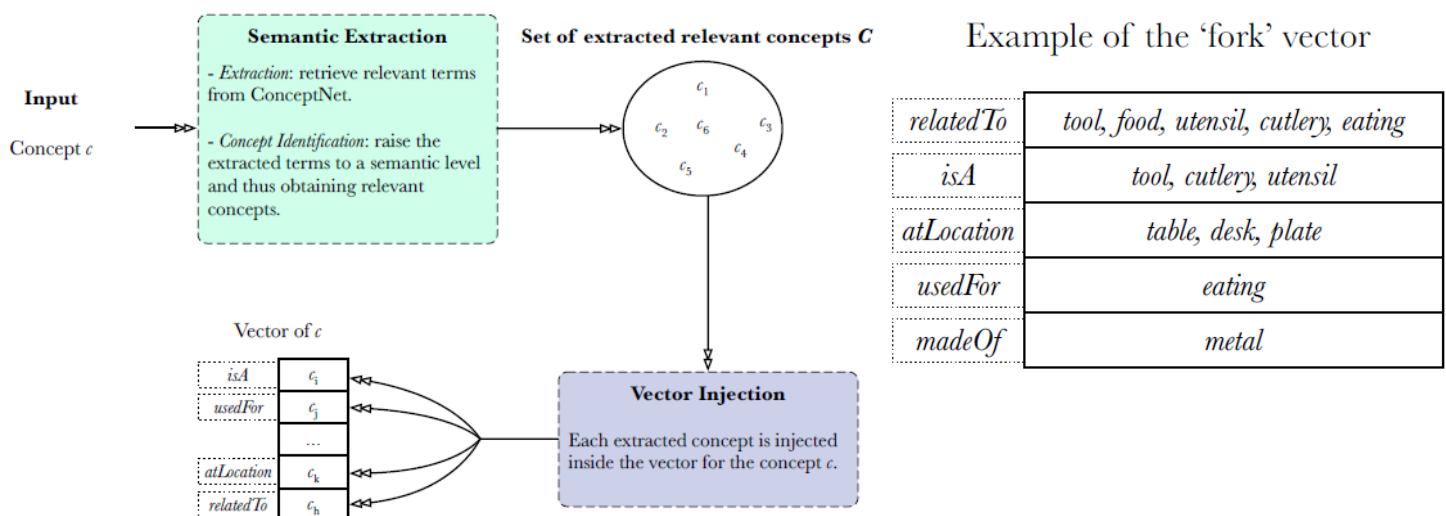 Input
Concept c
Semantic Extraction
- Extraction: retrieve relevant terms
from ConceptNet.
- Concept Identification: raise the
extracted terms to a semantic level
and thus obtaining relevant
concepts.
Set of extracted relevant concepts C
c1
c2 c6 c3
c4
c5
Vector Injection
Each extracted concept is injected
inside the vector for the concept c.
Vector of c
isA ci
usedFor cj
...
atLocation ck
relatedTo ch
Example of the ‘fork’ vector
relatedTo tool, food, utensil, cutlery, eating
isA tool, cutlery, utensil
atLocation table, desk, plate
usedFor eating
madeOf metal